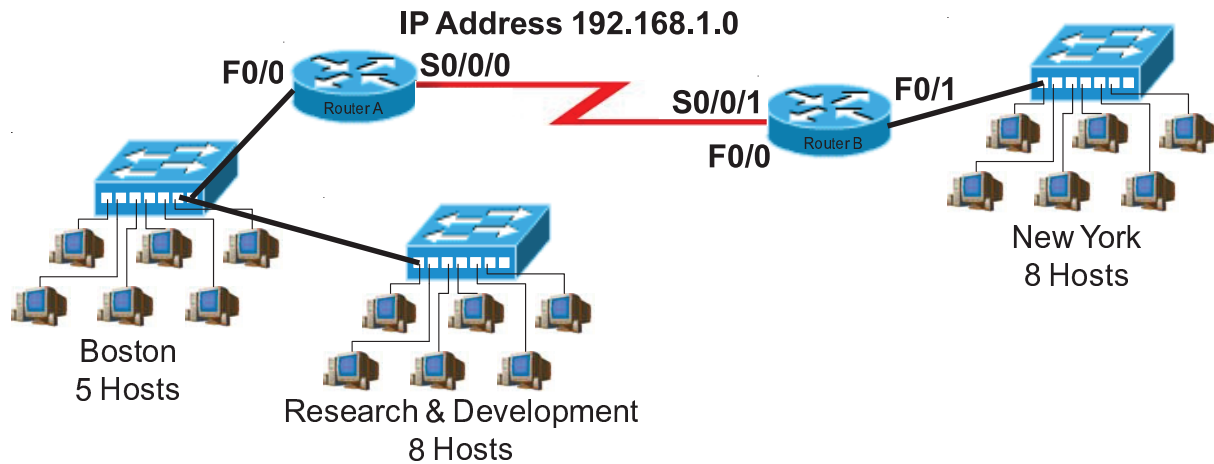 IP Address 192.168.1.0
F0/0
S0/0/0
Router A
S0/0/1
F0/1
Router B
F0/0
New York
8 Hosts
Boston
5 Hosts
Research & Development
8 Hosts